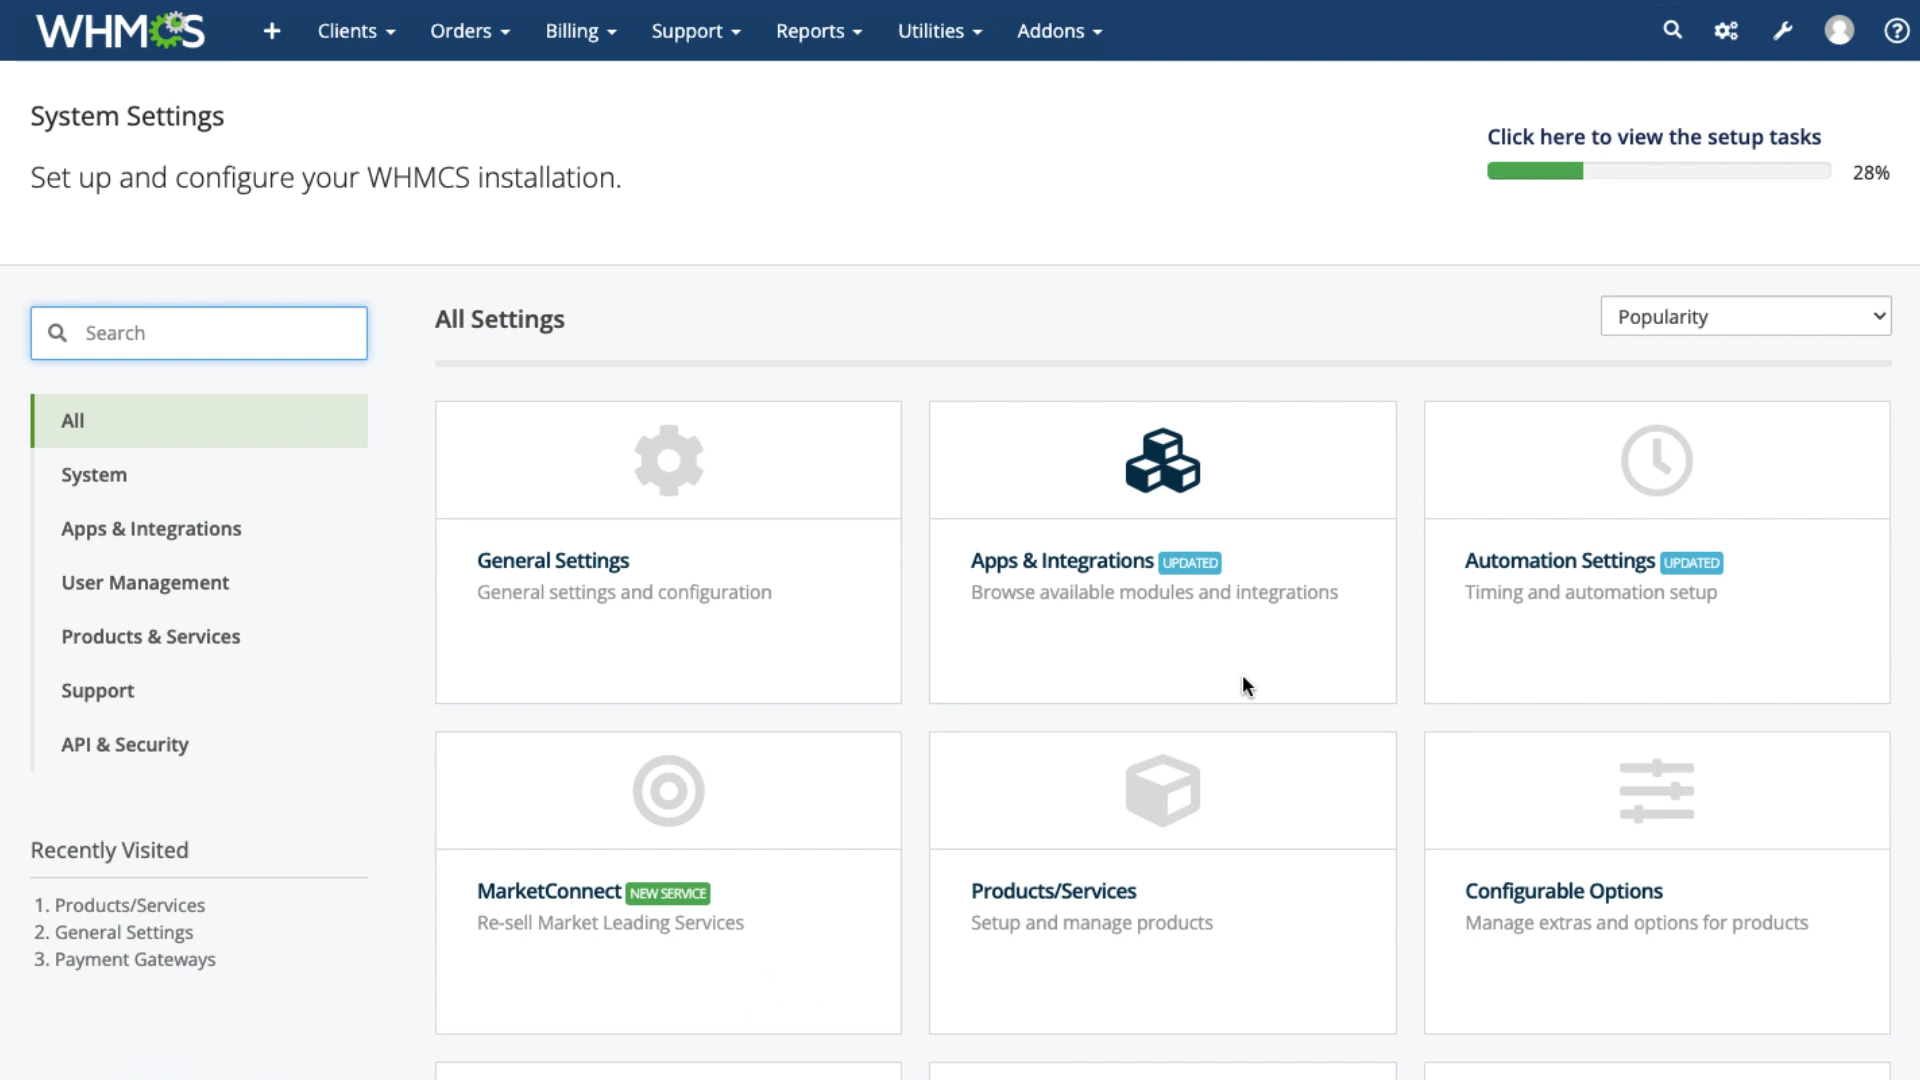 WHMCS
+ Clients Orders Billing Support Reports Utilities Addons
System Settings
Click here to view the setup tasks
28%
Set up and configure your WHMCS installation.
Search
All Settings
Popularity
All
System
Apps & Integrations
User Management
Products & Services
Support
API & Security
Recently Visited
1. Products/Services
2. General Settings
3. Payment Gateways
General Settings
General settings and configuration
Apps & Integrations UPDATED
Browse available modules and integrations
Automation Settings UPDATED
Timing and automation setup
MarketConnect NEW SERVICE
Re-sell Market Leading Services
Products/Services
Setup and manage products
Configurable Options
Manage extras and options for products